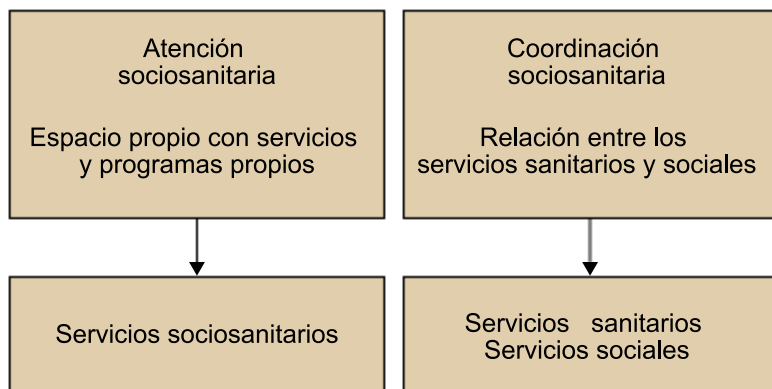 Atención
sociosanitaria
Espacio propio con servicios
y programas propios
Servicios sociosanitarios
Coordinación
sociosanitaria
Relación entre los
servicios sanitarios y sociales
Servicios sanitarios
Servicios sociales